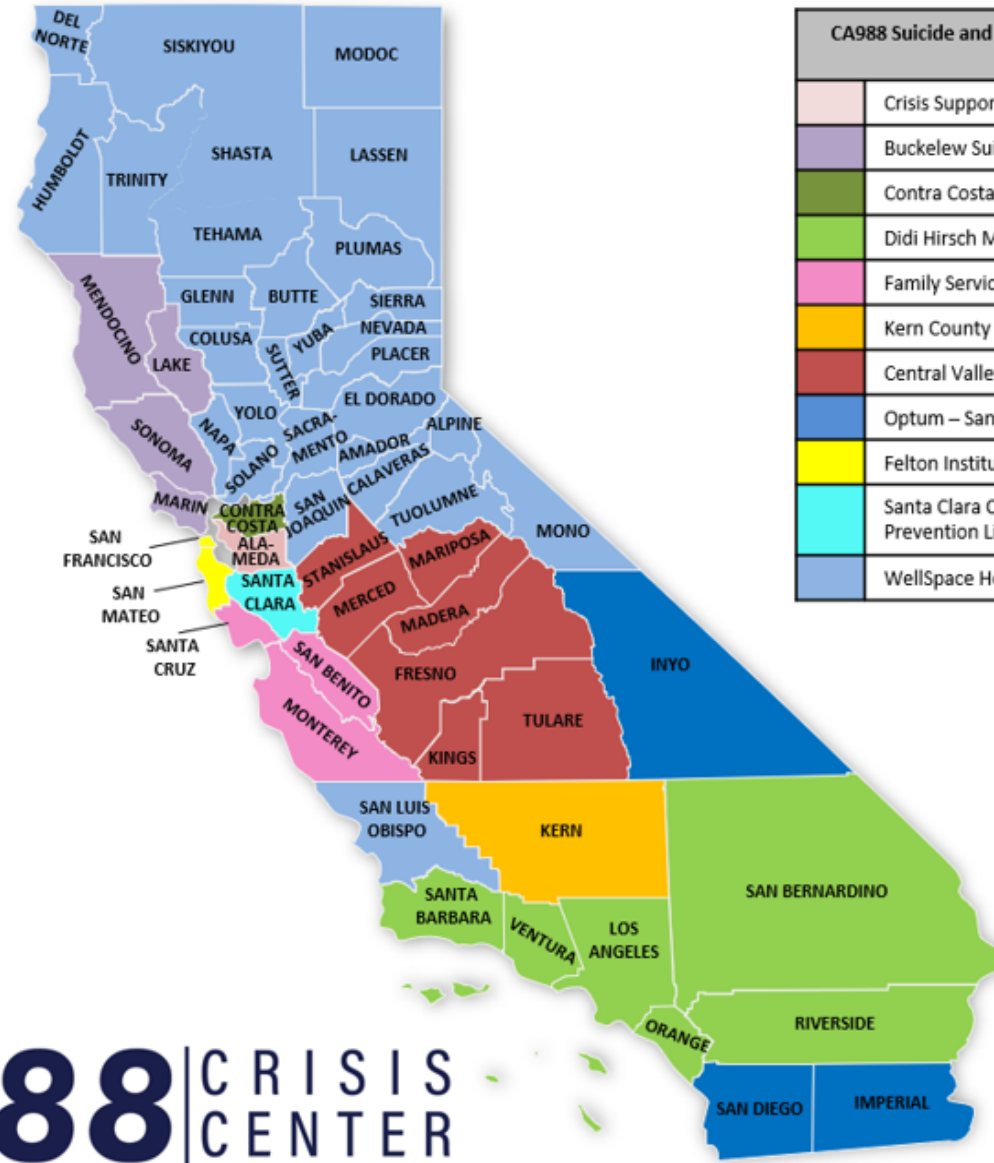 DEL
NORTE
SISKIYOU
MODOC
HUMBOLDT
TRINITY
SHASTA
LASSEN
TEHAMA
PLUMAS
MENDOCINO
GLENN
BUTTE
SIERRA
COLUSA
YUBA
NEVADA
LAKE
SUTTER
PLACER
EL DORADO
YOLO
SONOMA
NAPA
SACRA-
MENTO
ALPINE
AMADOR
SOLANO
CALAVERAS
MARIN
CONTRA
COSTA
SAN
JOAQUIN
TUOLUMNE
MONO
SAN
FRANCISCO
ALA-
MEDA
STANISLAUS
MARIPOSA
SAN
MATEO
SANTA
CLARA
MERCED
MADERA
SANTA
CRUZ
SAN BENITO
FRESNO
INYO
MONTEREY
TULARE
KINGS
SAN LUIS
OBISPO
KERN
SANTA
BARBARA
VENTURA
LOS
ANGELES
SAN BERNARDINO
ORANGE
RIVERSIDE
SAN DIEGO
IMPERIAL
CA988 Suicide and
Crisis Suppor
Buckelew Sui
Contra Costa
Didi Hirsch M
Family Servic
Kern County
Central Valle
Optum – San
Felton Institu
Santa Clara C
Prevention Li
WellSpace He
88 CRISIS
CENTER